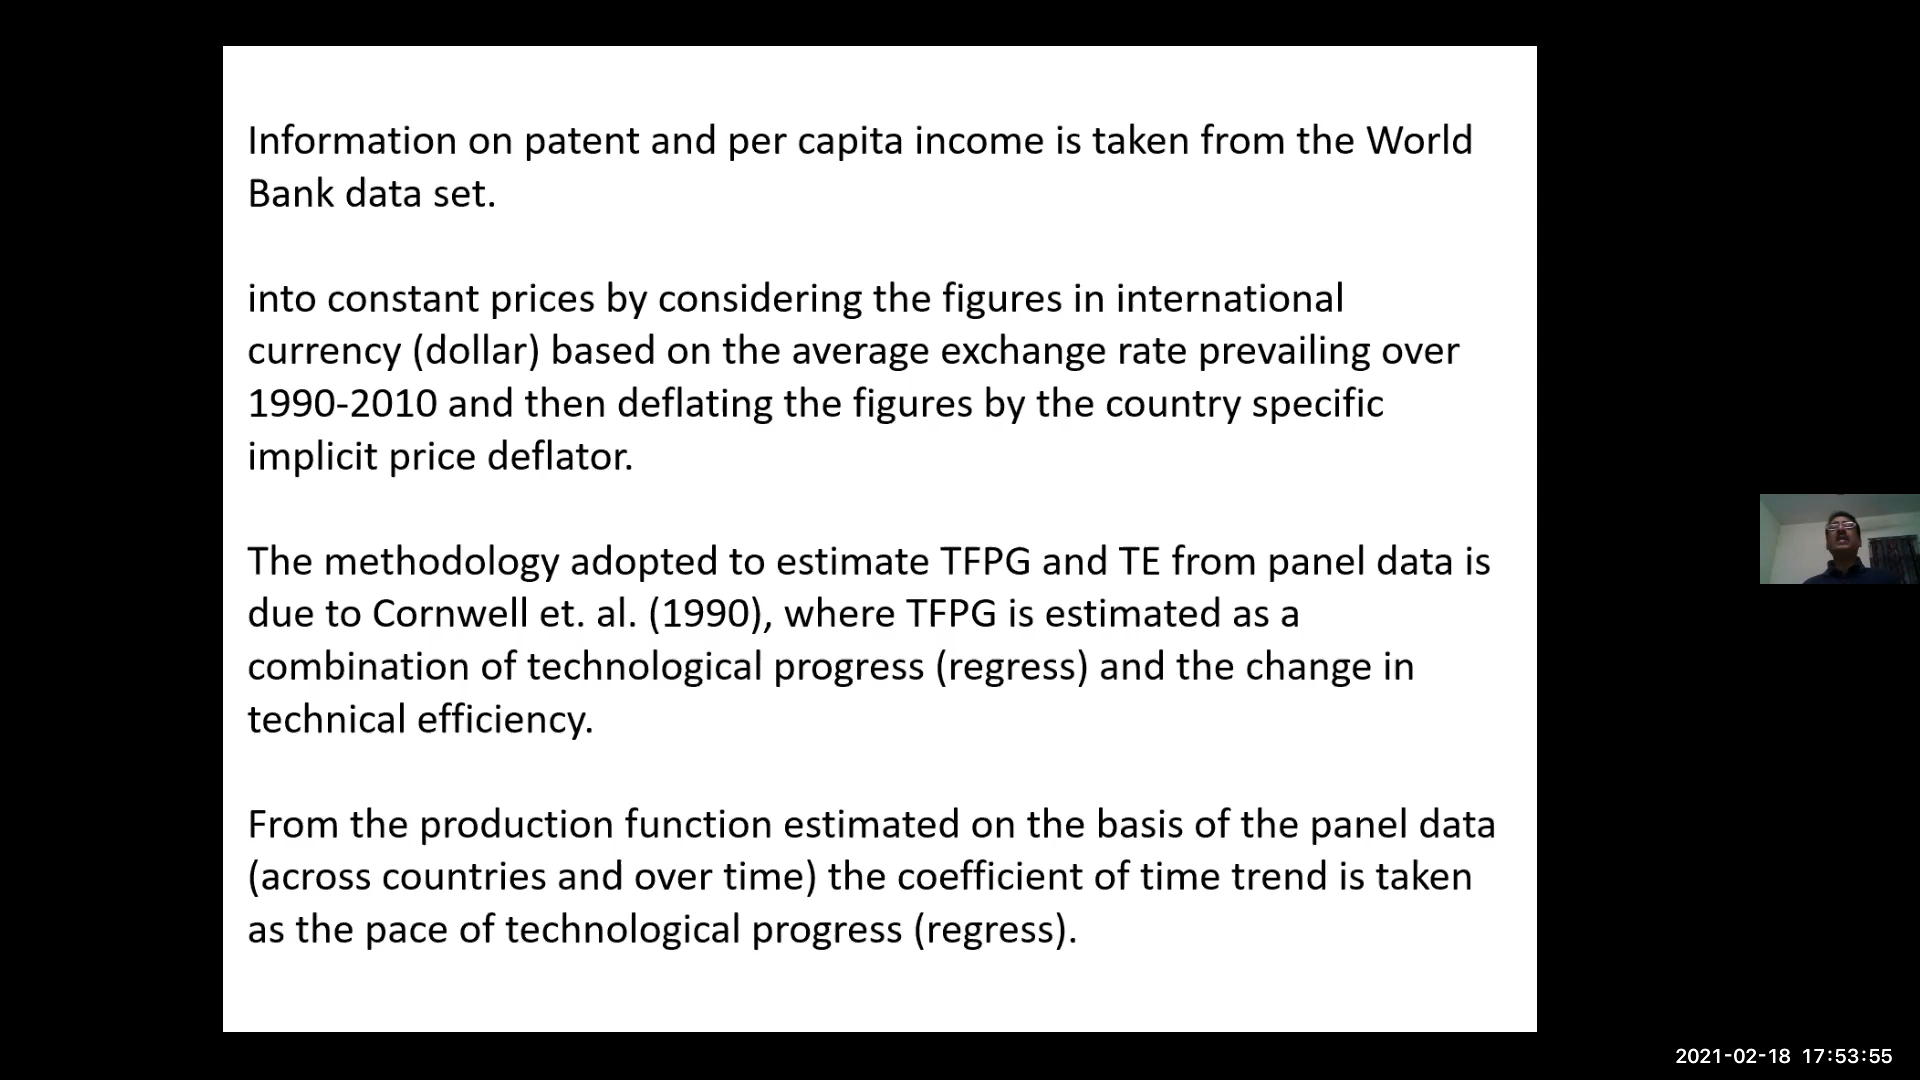 Information on patent and per capita income is taken from the World
Bank data set.
into constant prices by considering the figures in international
currency (dollar) based on the average exchange rate prevailing over
1990-2010 and then deflating the figures by the country specific
implicit price deflator.
The methodology adopted to estimate TFPG and TE from panel data is
due to Cornwell et. al. (1990), where TFPG is estimated as a
combination of technological progress (regress) and the change in
technical efficiency.
From the production function estimated on the basis of the panel data
(across countries and over time) the coefficient of time trend is taken
as the pace of technological progress (regress).
2021-02-18 17:53:55